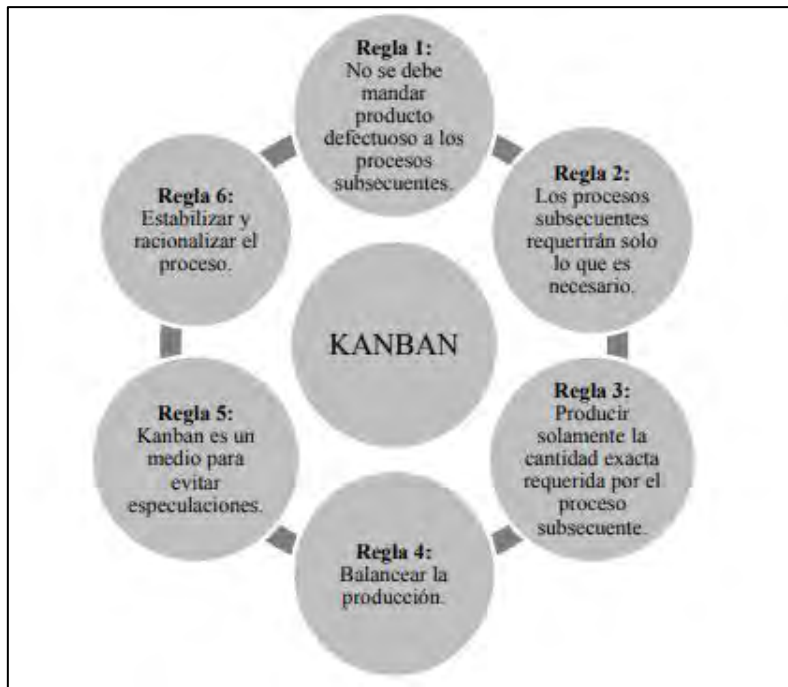 Regla 1:
No se debe
mandar
producto
defectuoso a los
procesos
subsecuentes.
Regla 2:
Los procesos
subsecuentes
requerirán solo
lo que es
necesario.
Regla 3:
Producir
solamente la
cantidad exacta
requerida por el
proceso
subsecuente.
Regla 4:
Balancear la
producción.
Regla 5:
Kanban es un
medio para
evitar
especulaciones.
Regla 6:
Estabilizar y
racionalizar el
proceso.
KANBAN